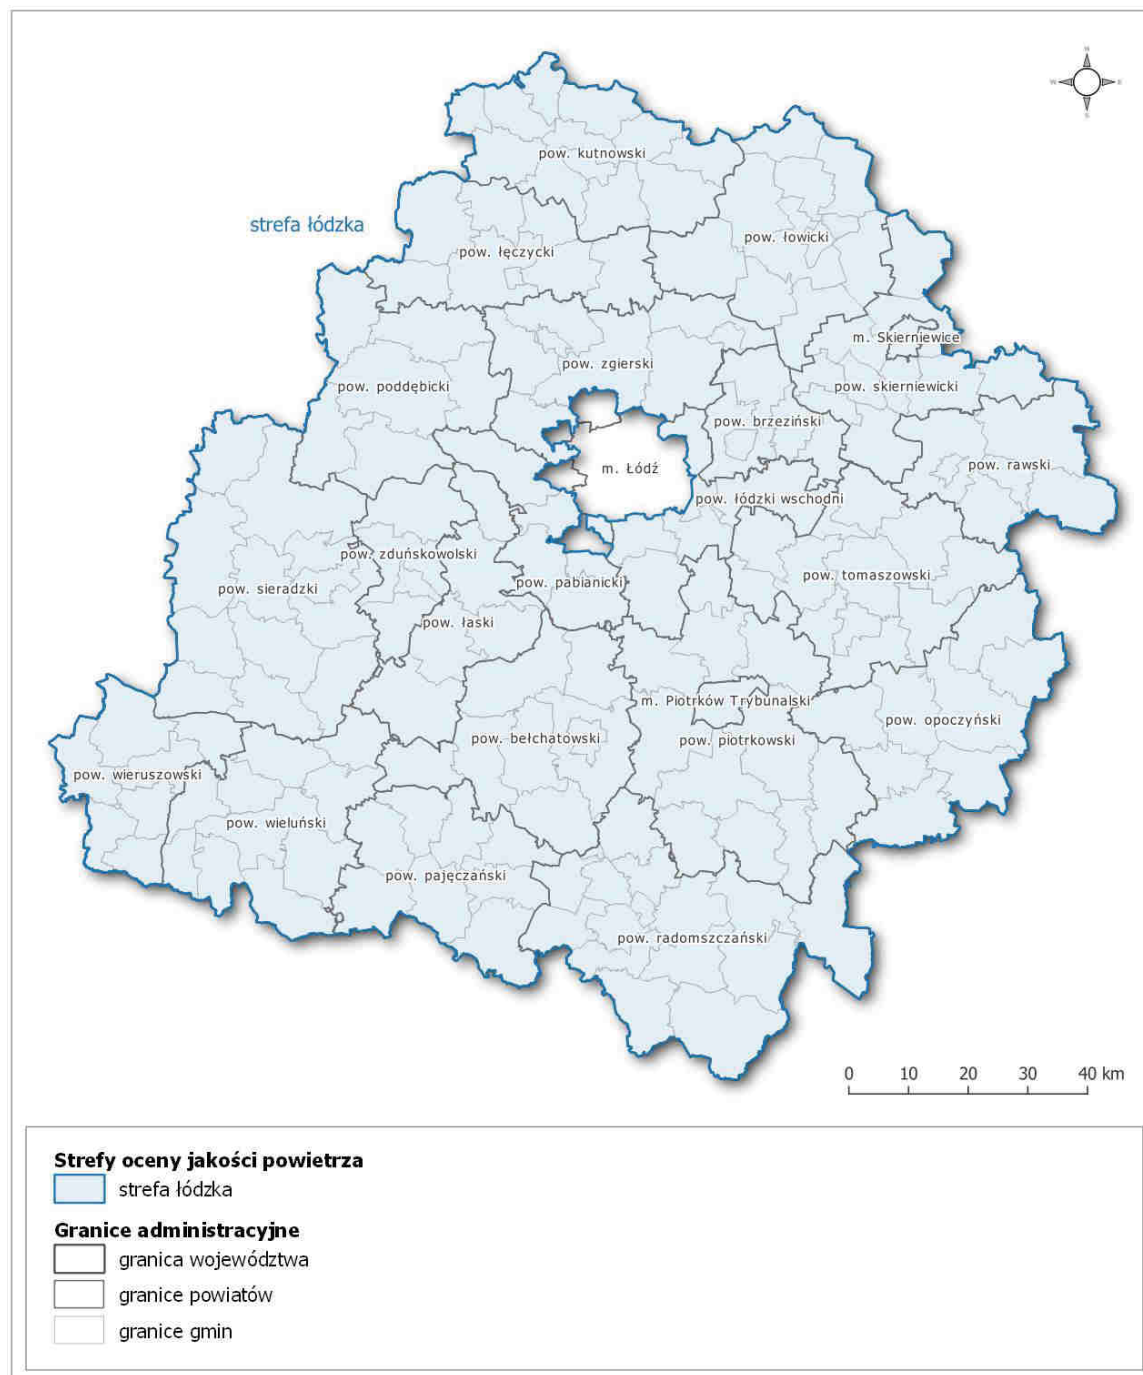 N
W
E
S
pow. kutnowski
strefa łódzka
pow. łowicki
pow. łęczycki
m. Skierniewice
pow. zgierski
pow. poddębicki
pow. skierniewicki
pow. brzeziński
m. Łódź
pow. rawski
pow. łódzki wschodni
pow. zduńskowolski
pow. tomaszowski
pow. sieradzki
pow. pabianicki
pow. łaski
m. Piotrków Trybunalski
pow. opoczyński
pow. bełchatowski
pow. piotrkowski
pow. wieruszowski
pow. wieluński
pow. pajęczański
pow. radomszczański
0 10 20 30 40 km
Strefy oceny jakości powietrza
strefa łódzka
Granice administracyjne
granica województwa
granice powiatów
granice gmin